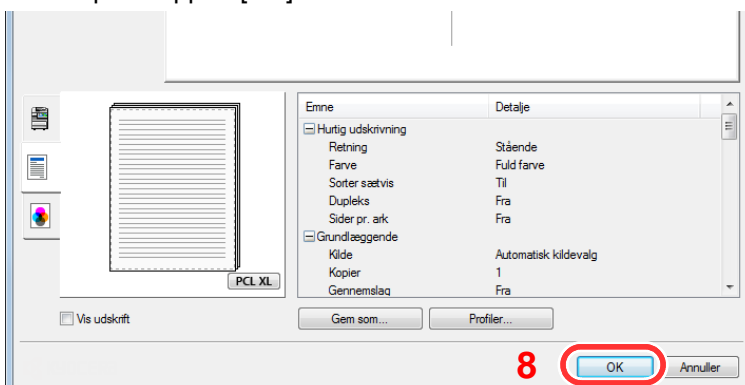 Emne Detalje
Hurtig udskrivning
Retning Stående
Farve Fuld farve
Sorter sætvis Til
Dupleks Fra
Sider pr. ark Fra
Grundlæggende
Kilde Automatisk kildevalg
Kopier 1
Gennemslag Fra
PCL XL
Vis udskrift Gem som... Profiler...
8 OK Annuller